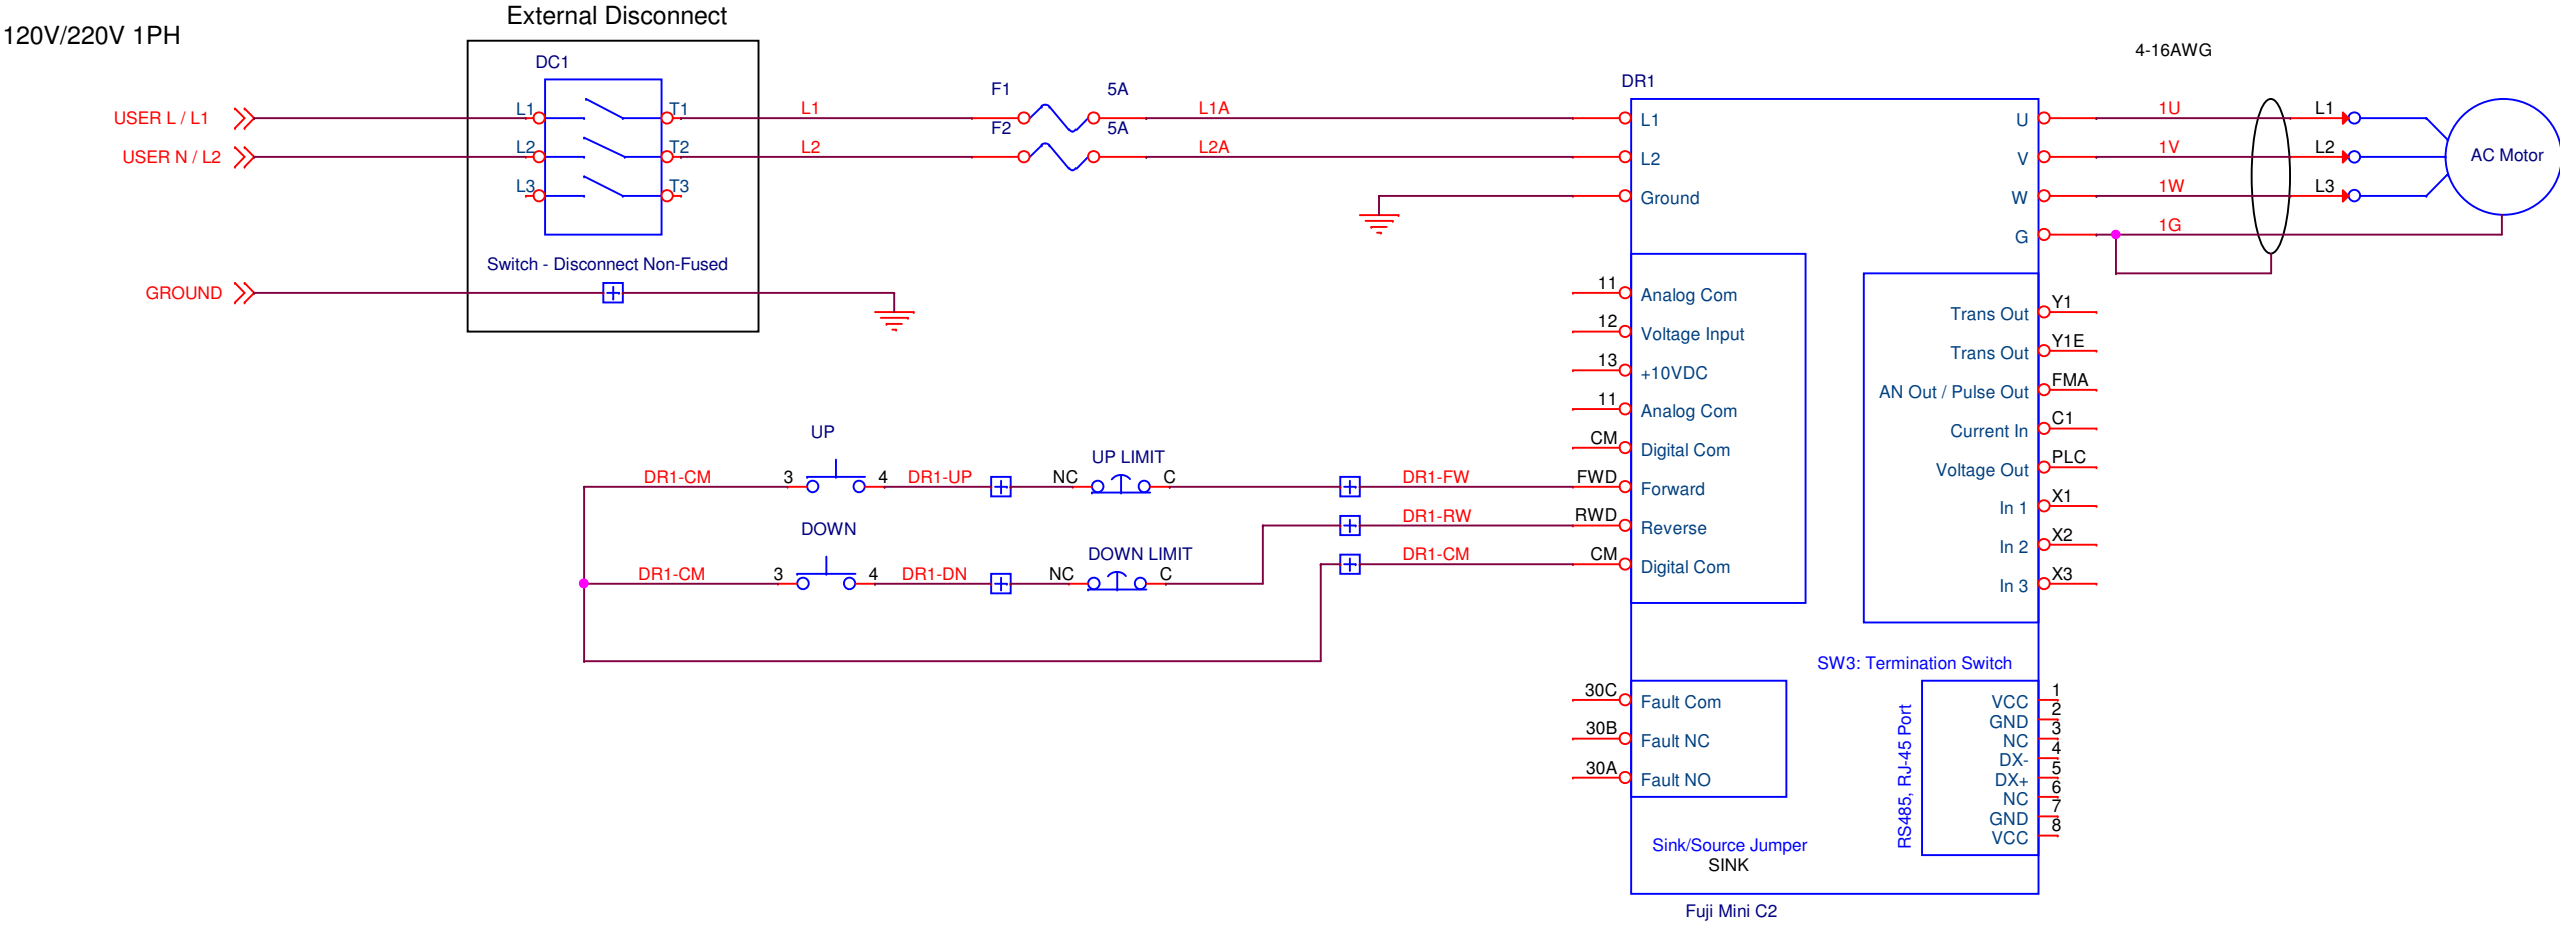 External Disconnect
120V/220V 1PH
DC1
USER L / L1
USER N / L2
GROUND
L1 T1
L2 T2
L3 T3
Switch - Disconnect Non-Fused
L1 F1 5A L1A
L2 F2 5A L2A
DR1
L1
L2
Ground
U
V
W
G
4-16AWG
1U L1
1V L2
1W L3
1G
AC Motor
11 Analog Com
12 Voltage Input
13 +10VDC
11 Analog Com
CM Digital Com
FWD Forward
RWD Reverse
CM Digital Com
UP
DR1-CM 3 4 DR1-UP NC UP LIMIT C DR1-FW
DR1-RW
DOWN
DR1-CM 3 4 DR1-DN NC DOWN LIMIT C DR1-CM
Trans Out Y1
Trans Out Y1E
AN Out / Pulse Out FMA
Current In C1
Voltage Out PLC
In 1 X1
In 2 X2
In 3 X3
SW3: Termination Switch
30C Fault Com
30B Fault NC
30A Fault NO
RS485, RJ-45 Port
VCC 1
GND 2
NC 3
DX- 4
DX+ 5
NC 6
GND 7
VCC 8
Sink/Source Jumper
SINK
Fuji Mini C2